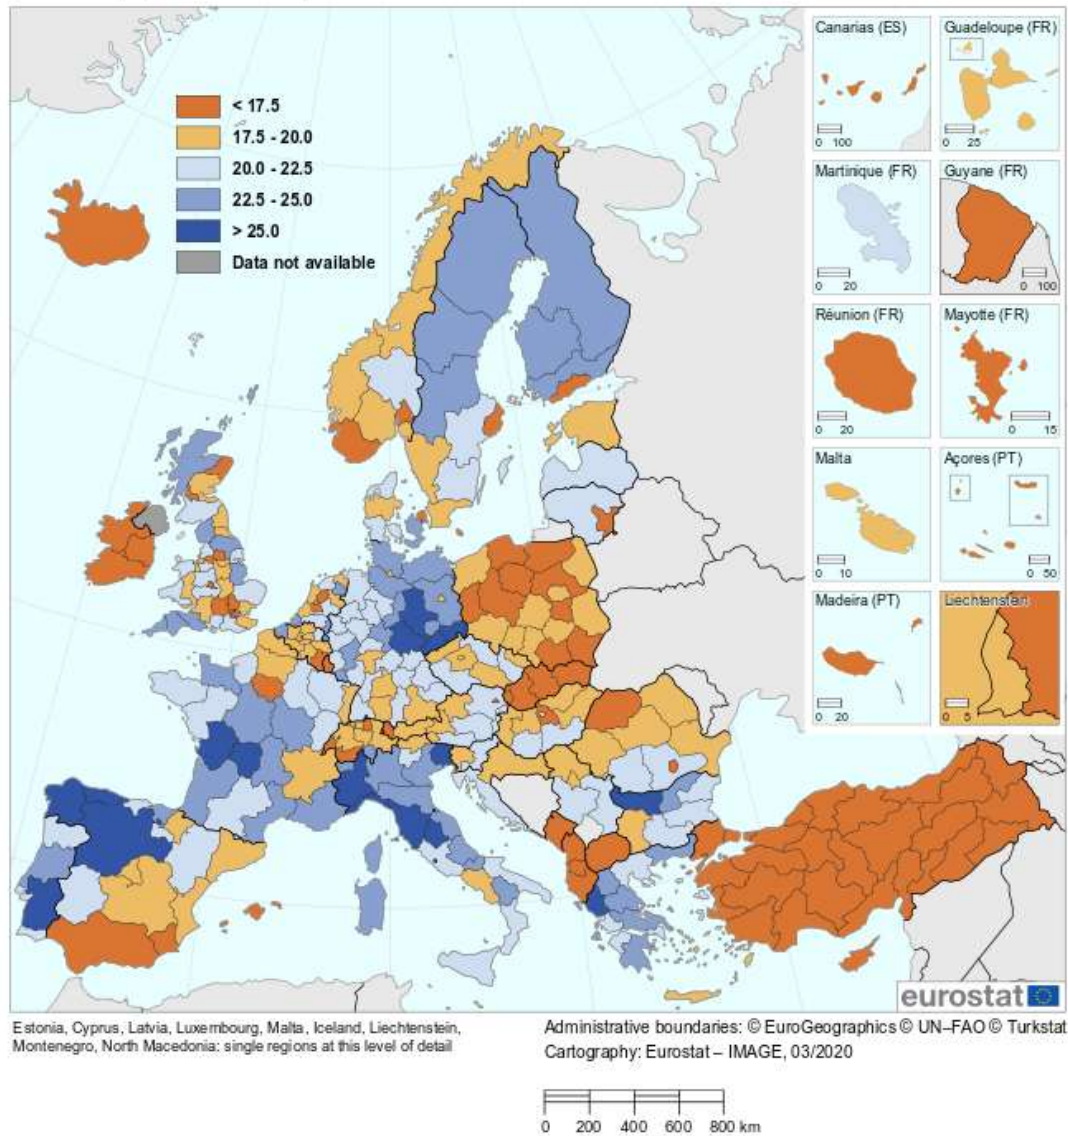 < 17.5
17.5 - 20.0
20.0 - 22.5
22.5 - 25.0
> 25.0
Data not available
Canarias (ES)
0 100
Guadeloupe (FR)
0 25
Martinique (FR)
0 20
Guyane (FR)
0 100
Réunion (FR)
0 20
Mayotte (FR)
0 15
Malta
0 10
Açores (PT)
0 50
Madeira (PT)
0 20
Liechtenstein
0 5
eurostat
Estonia, Cyprus, Latvia, Luxembourg, Malta, Iceland, Liechtenstein,
Montenegro, North Macedonia: single regions at this level of detail
Administrative boundaries: © EuroGeographics © UN–FAO © Turkstat
Cartography: Eurostat – IMAGE, 03/2020
0 200 400 600 800 km